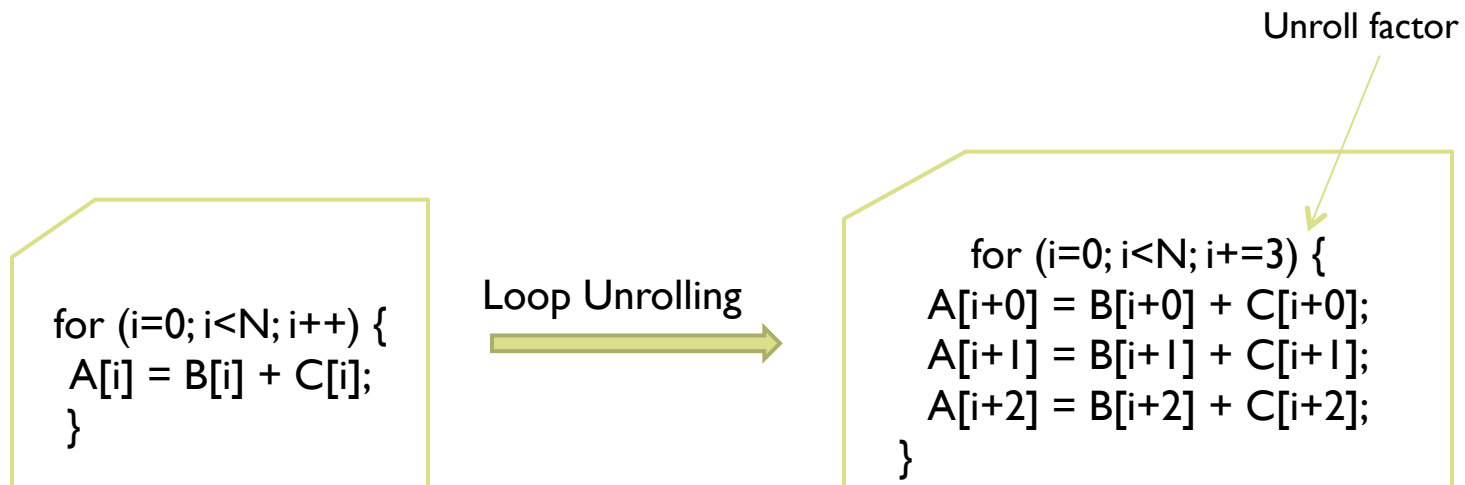 Unroll factor
for (i=0; i<N; i++) {
A[i] = B[i] + C[i];
}
Loop Unrolling
for (i=0; i<N; i+=3) {
A[i+0] = B[i+0] + C[i+0];
A[i+1] = B[i+1] + C[i+1];
A[i+2] = B[i+2] + C[i+2];
}